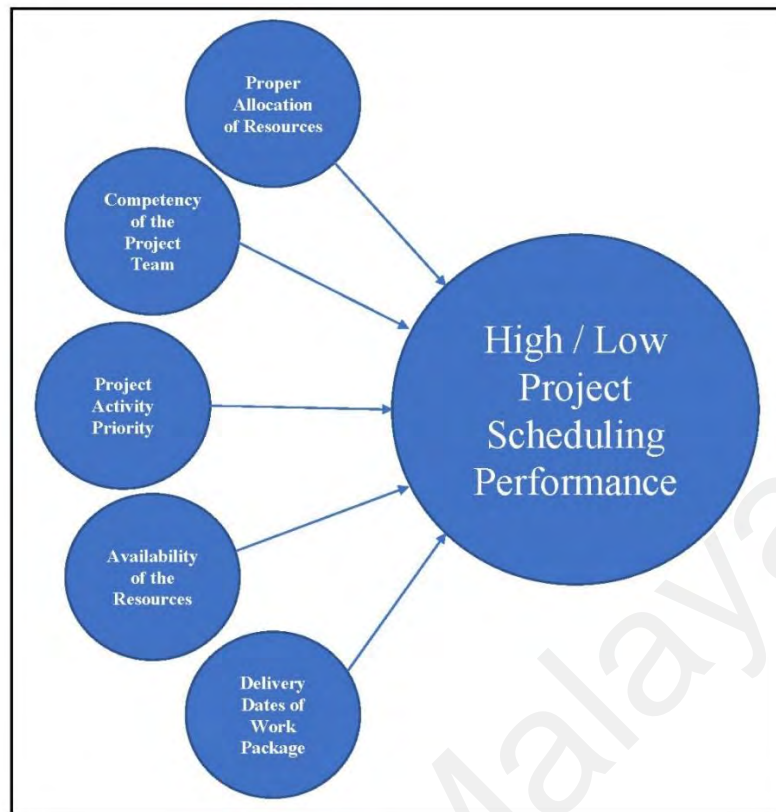 Proper
Allocation
of Resources
Competency
of the
Project
Team
Project
Activity
Priority
Availability
of the
Resources
Delivery
Dates of
Work
Package
High / Low
Project
Scheduling
Performance
Malaya